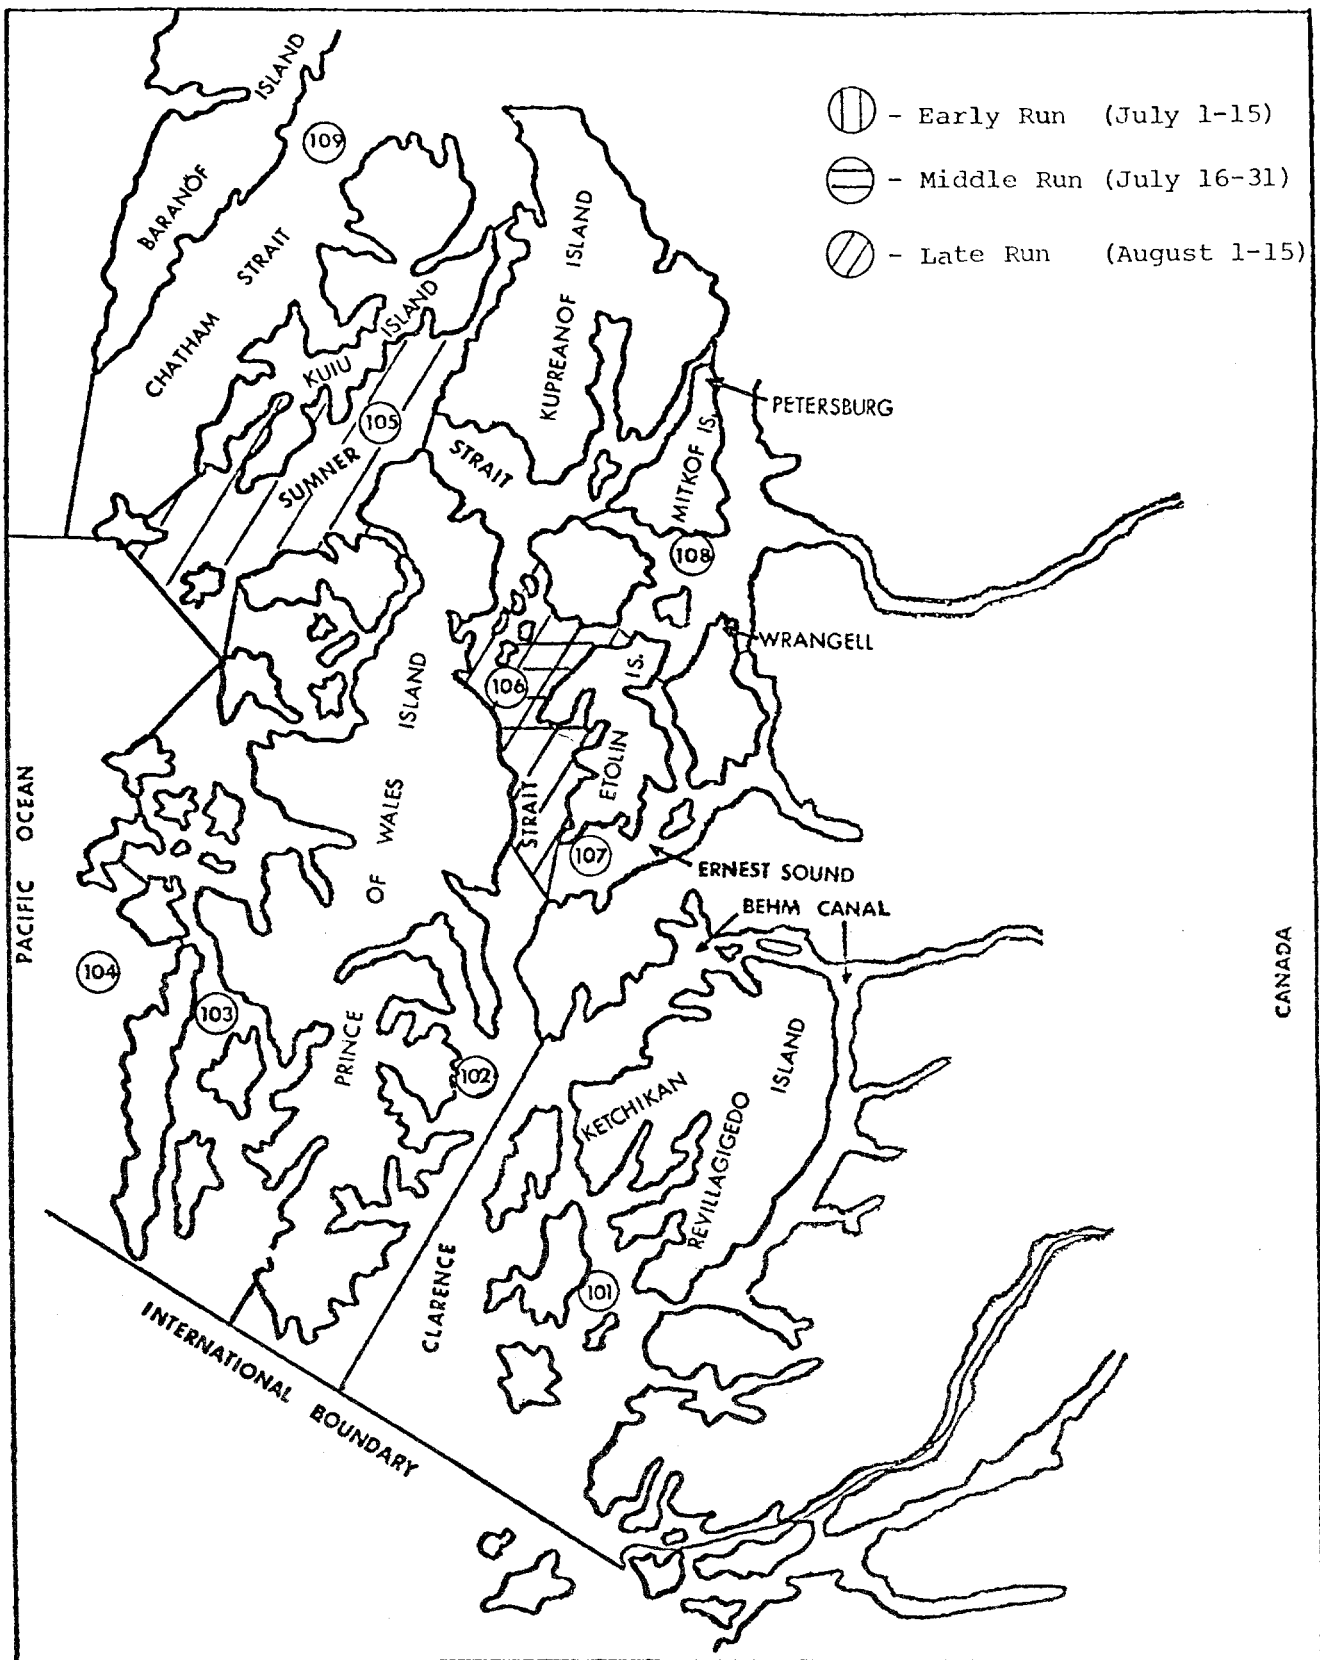 - Early Run (July 1-15)
- Middle Run (July 16-31)
- Late Run (August 1-15)
BARANOF ISLAND
109
CHATHAM STRAIT
KUIU ISLAND
KUPREANOF ISLAND
105
SUMNER STRAIT
PETERSBURG
MITKOF IS.
108
WRANGELL
106
ETOLIN IS.
PACIFIC OCEAN
PRINCE OF WALES ISLAND
107
ERNEST SOUND
BEHM CANAL
104
103
102
CANADA
KETCHIKAN
REVILLAGIGEDO ISLAND
CLARENCE STRAIT
101
INTERNATIONAL BOUNDARY